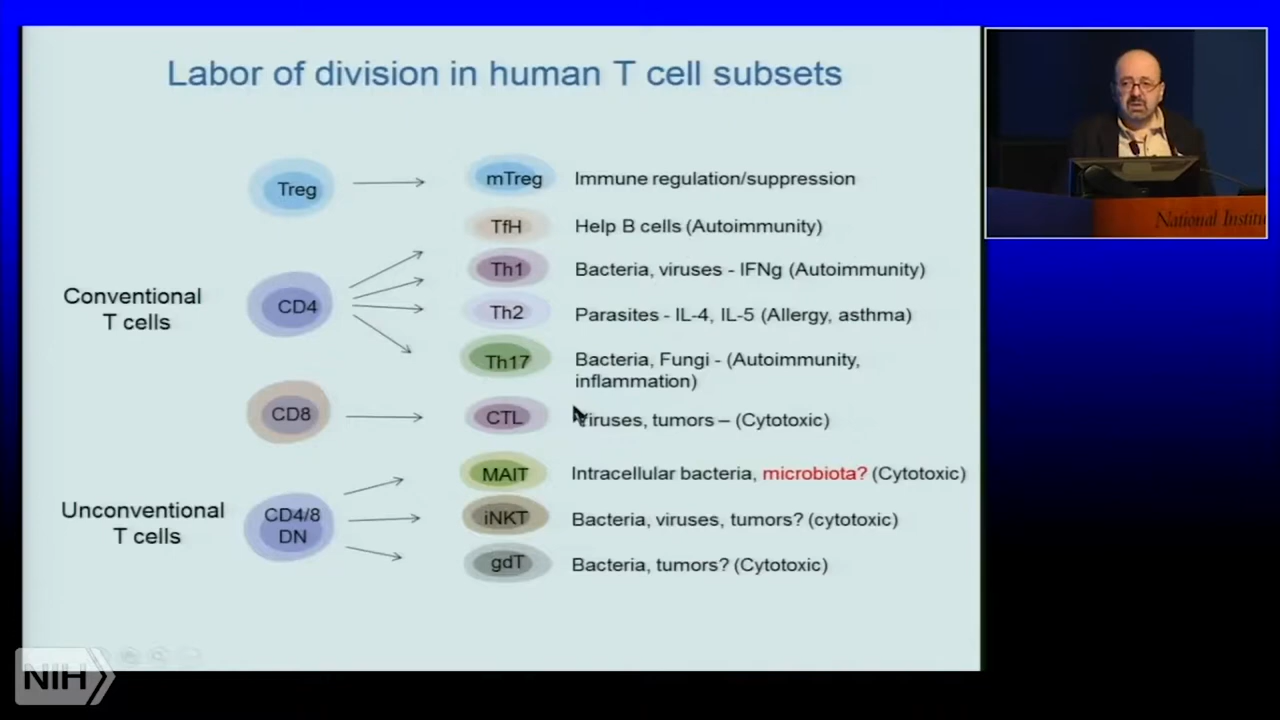 Labor of division in human T cell subsets
Treg
mTreg
Immune regulation/suppression
TfH
Help B cells (Autoimmunity)
Conventional
T cells
CD4
Th1
Bacteria, viruses - IFNg (Autoimmunity)
Th2
Parasites - IL-4, IL-5 (Allergy, asthma)
Th17
Bacteria, Fungi - (Autoimmunity,
inflammation)
CD8
CTL
Viruses, tumors – (Cytotoxic)
Unconventional
T cells
CD4/8
DN
MAIT
Intracellular bacteria, microbiota? (Cytotoxic)
iNKT
Bacteria, viruses, tumors? (cytotoxic)
gdT
Bacteria, tumors? (Cytotoxic)
National Institu
NIH